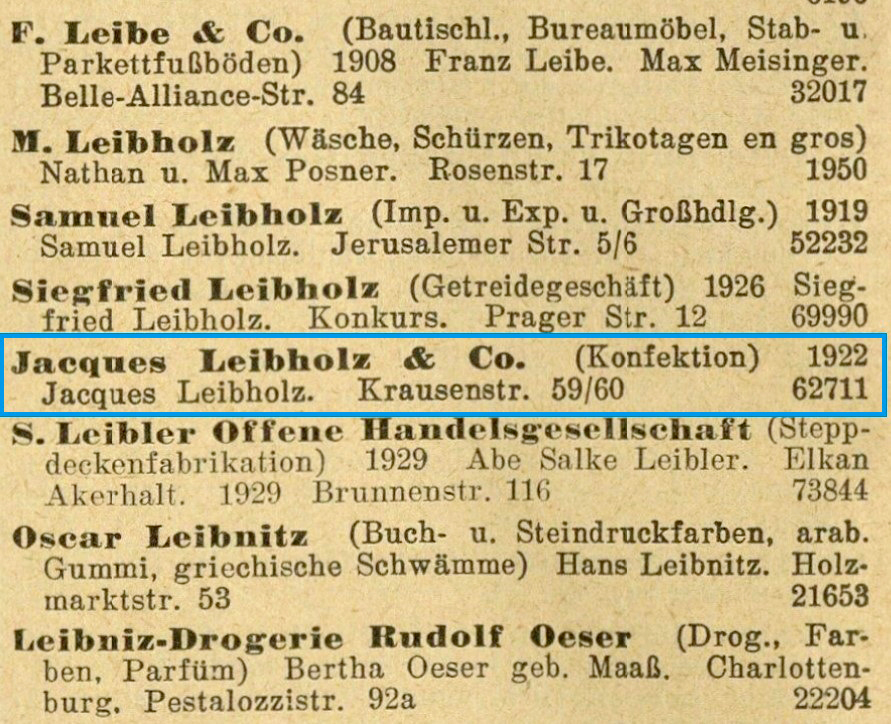 F. Leibe & Co. (Bautischl., Bureaumöbel, Stab- u.
Parkettfußböden) 1908 Franz Leibe. Max Meisinger.
Belle-Alliance-Str. 84 32017
M. Leibholz (Wäsche, Schürzen, Trikotagen en gros)
Nathan u. Max Posner. Rosenstr. 17 1950
Samuel Leibholz (Imp. u. Exp. u. Großhdlg.) 1919
Samuel Leibholz. Jerusalemer Str. 5/6 52232
Siegfried Leibholz (Getreidegeschäft) 1926 Sieg-
fried Leibholz. Konkurs. Prager Str. 12 69990
Jacques Leibholz & Co. (Konfektion) 1922
Jacques Leibholz. Krausenstr. 59/60 62711
S. Leibler Offene Handelsgesellschaft (Stepp-
deckenfabrikation) 1929 Abe Salke Leibler. Elkan
Akerhalt. 1929 Brunnenstr. 116 73844
Oscar Leibnitz (Buch- u. Steindruckfarben, arab.
Gummi, griechische Schwämme) Hans Leibnitz. Holz-
marktstr. 53 21653
Leibniz-Drogerie Rudolf Oeser (Drog., Far-
ben, Parfüm) Bertha Oeser geb. Maaß. Charlotten-
burg, Pestalozzistr. 92a 22204